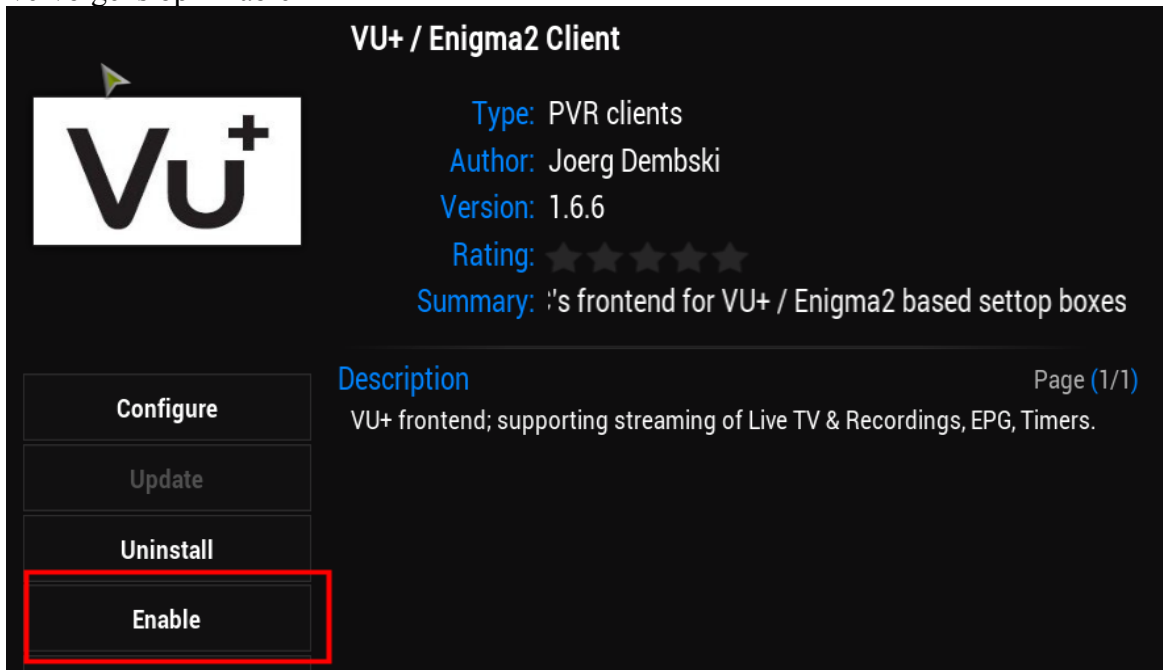 VU+ / Enigma2 Client
Vu+
Type: PVR clients
Author: Joerg Dembski
Version: 1.6.6
Rating:
Summary: 's frontend for VU+ / Enigma2 based settop boxes
Description
Page (1/1)
VU+ frontend; supporting streaming of Live TV & Recordings, EPG, Timers.
Configure
Update
Uninstall
Enable